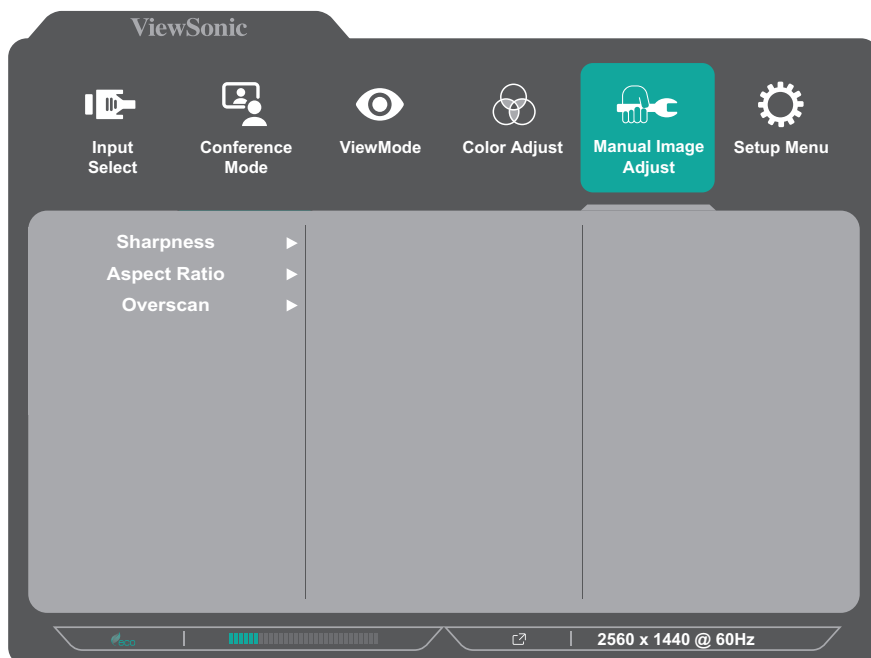 ViewSonic
Input
Select
Conference
Mode
ViewMode
Color Adjust
Manual Image
Adjust
Setup Menu
Sharpness
Aspect Ratio
Overscan
eco
2560 x 1440 @ 60Hz